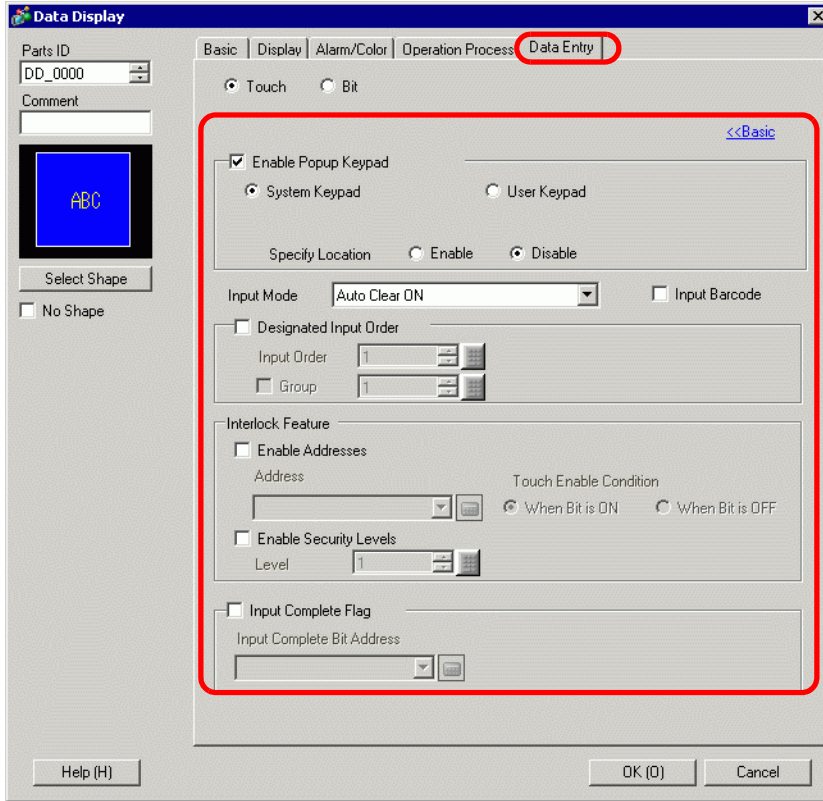 Data Display
Parts ID
DD_0000
Comment
ABC
Select Shape
No Shape
Basic Display Alarm/Color Operation Process Data Entry
Touch Bit
<<Basic
Enable Popup Keypad
System Keypad User Keypad
Specify Location Enable Disable
Input Mode Auto Clear ON Input Barcode
Designated Input Order
Input Order 1
Group 1
Interlock Feature
Enable Addresses
Address Touch Enable Condition
When Bit is ON When Bit is OFF
Enable Security Levels
Level 1
Input Complete Flag
Input Complete Bit Address
Help (H) OK (O) Cancel